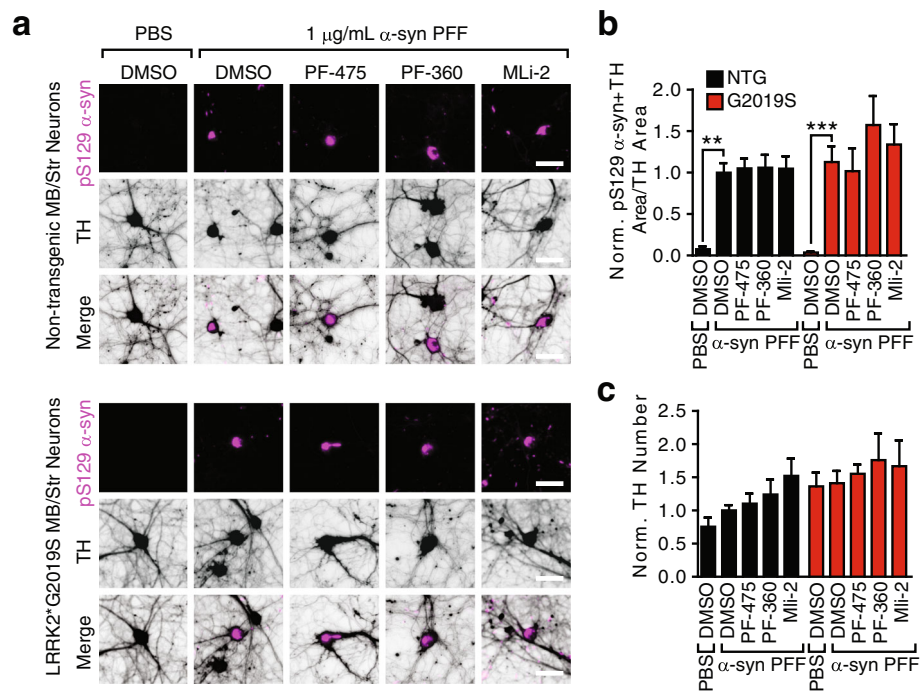 a
PBS
1 μg/mL α-syn PFF
DMSO DMSO PF-475 PF-360 MLi-2
Non-transgenic MB/Str Neurons
pS129 α-syn
TH
Merge
LRRK2*G2019S MB/Str Neurons
pS129 α-syn
TH
Merge
b
NTG
G2019S
Norm. pS129 α-syn+TH
Area/TH Area
2.0
1.5
1.0
0.5
0.0
**
***
DMSO DMSO PF-475 PF-360 Mli-2 DMSO DMSO PF-475 PF-360 Mli-2
PBS α-syn PFF PBS α-syn PFF
c
Norm. TH Number
2.5
2.0
1.5
1.0
0.5
0.0
DMSO DMSO PF-475 PF-360 Mli-2 DMSO DMSO PF-475 PF-360 Mli-2
PBS α-syn PFF PBS α-syn PFF